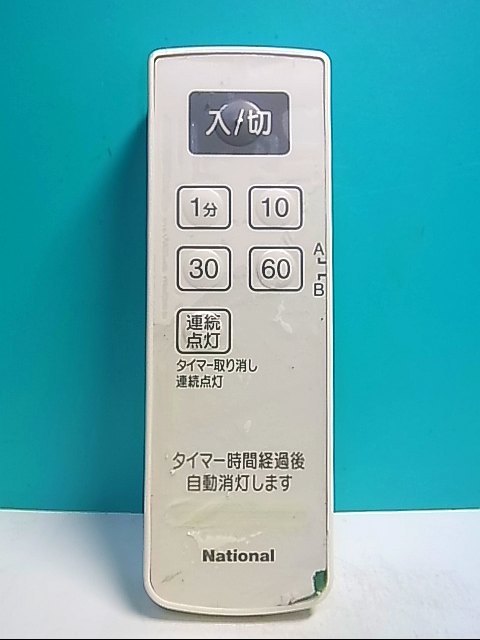 入/切
1分 10
30 60
A
B
連続
点灯
タイマー取り消し
連続点灯
タイマー時間経過後
自動消灯します
National